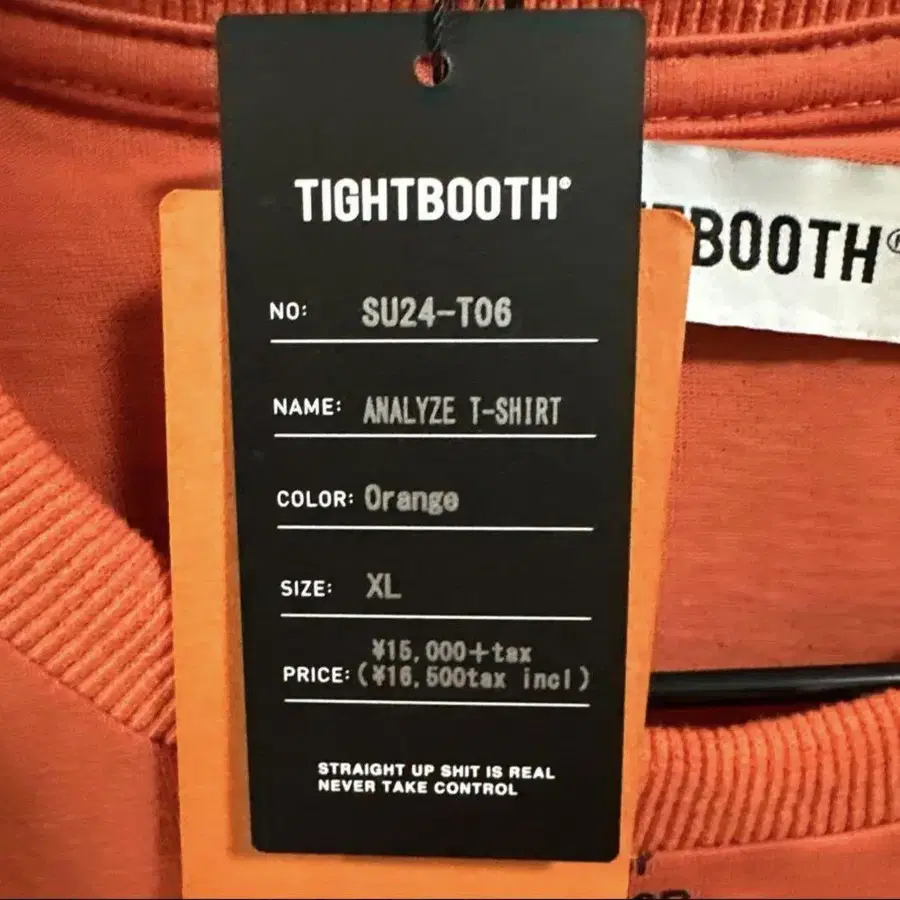 TIGHTBOOTH®
BOOTH®
NO: SU24-T06
NAME: ANALYZE T-SHIRT
COLOR: Orange
SIZE: XL
¥15,000+tax
PRICE: (¥16,500tax incl)
STRAIGHT UP SHIT IS REAL
NEVER TAKE CONTROL